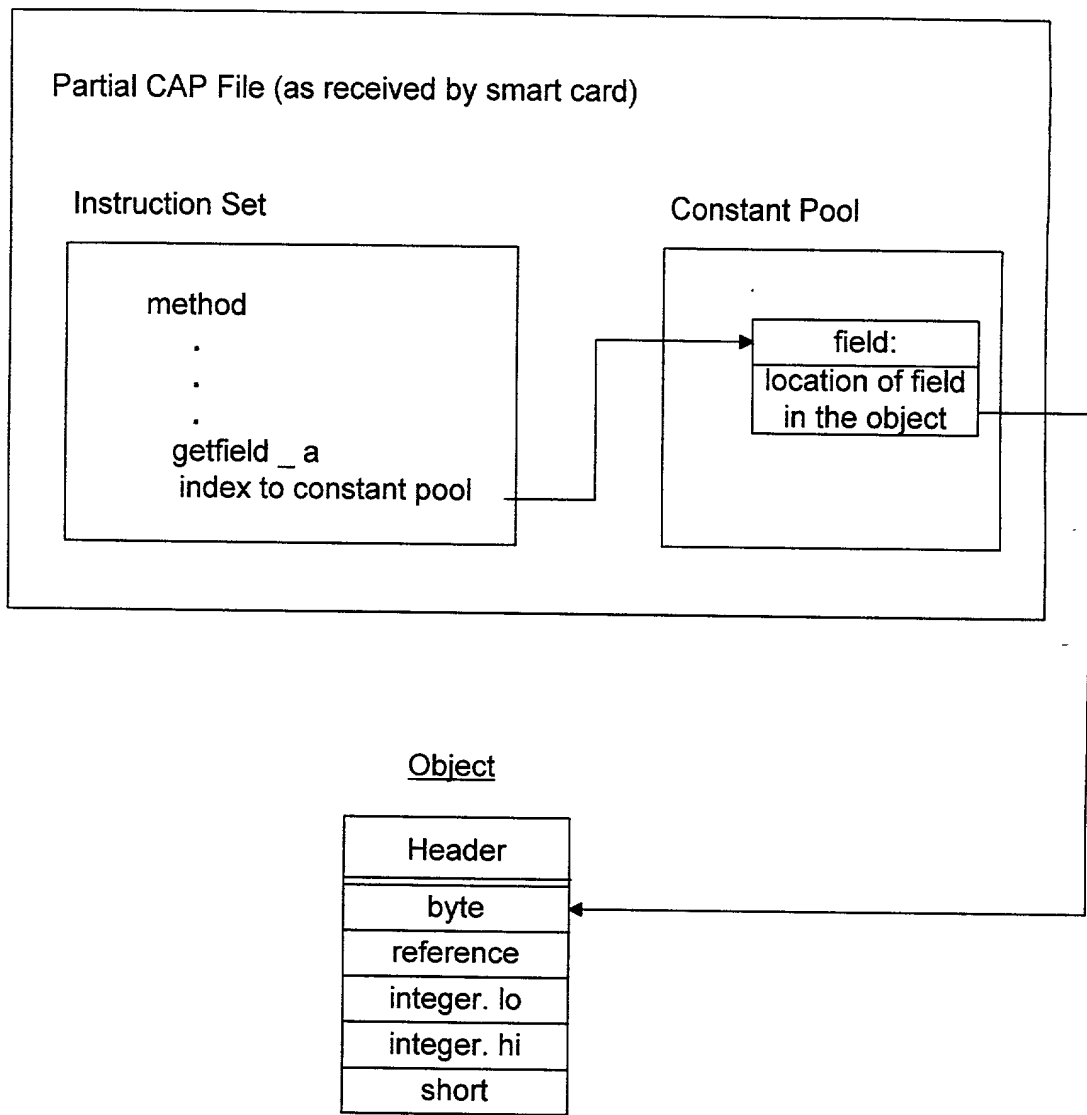 Partial CAP File (as received by smart card)
Instruction Set
Constant Pool
method
.
.
.
getfield _ a
index to constant pool
field:
location of field
in the object
Object
Header
byte
reference
integer. lo
integer. hi
short